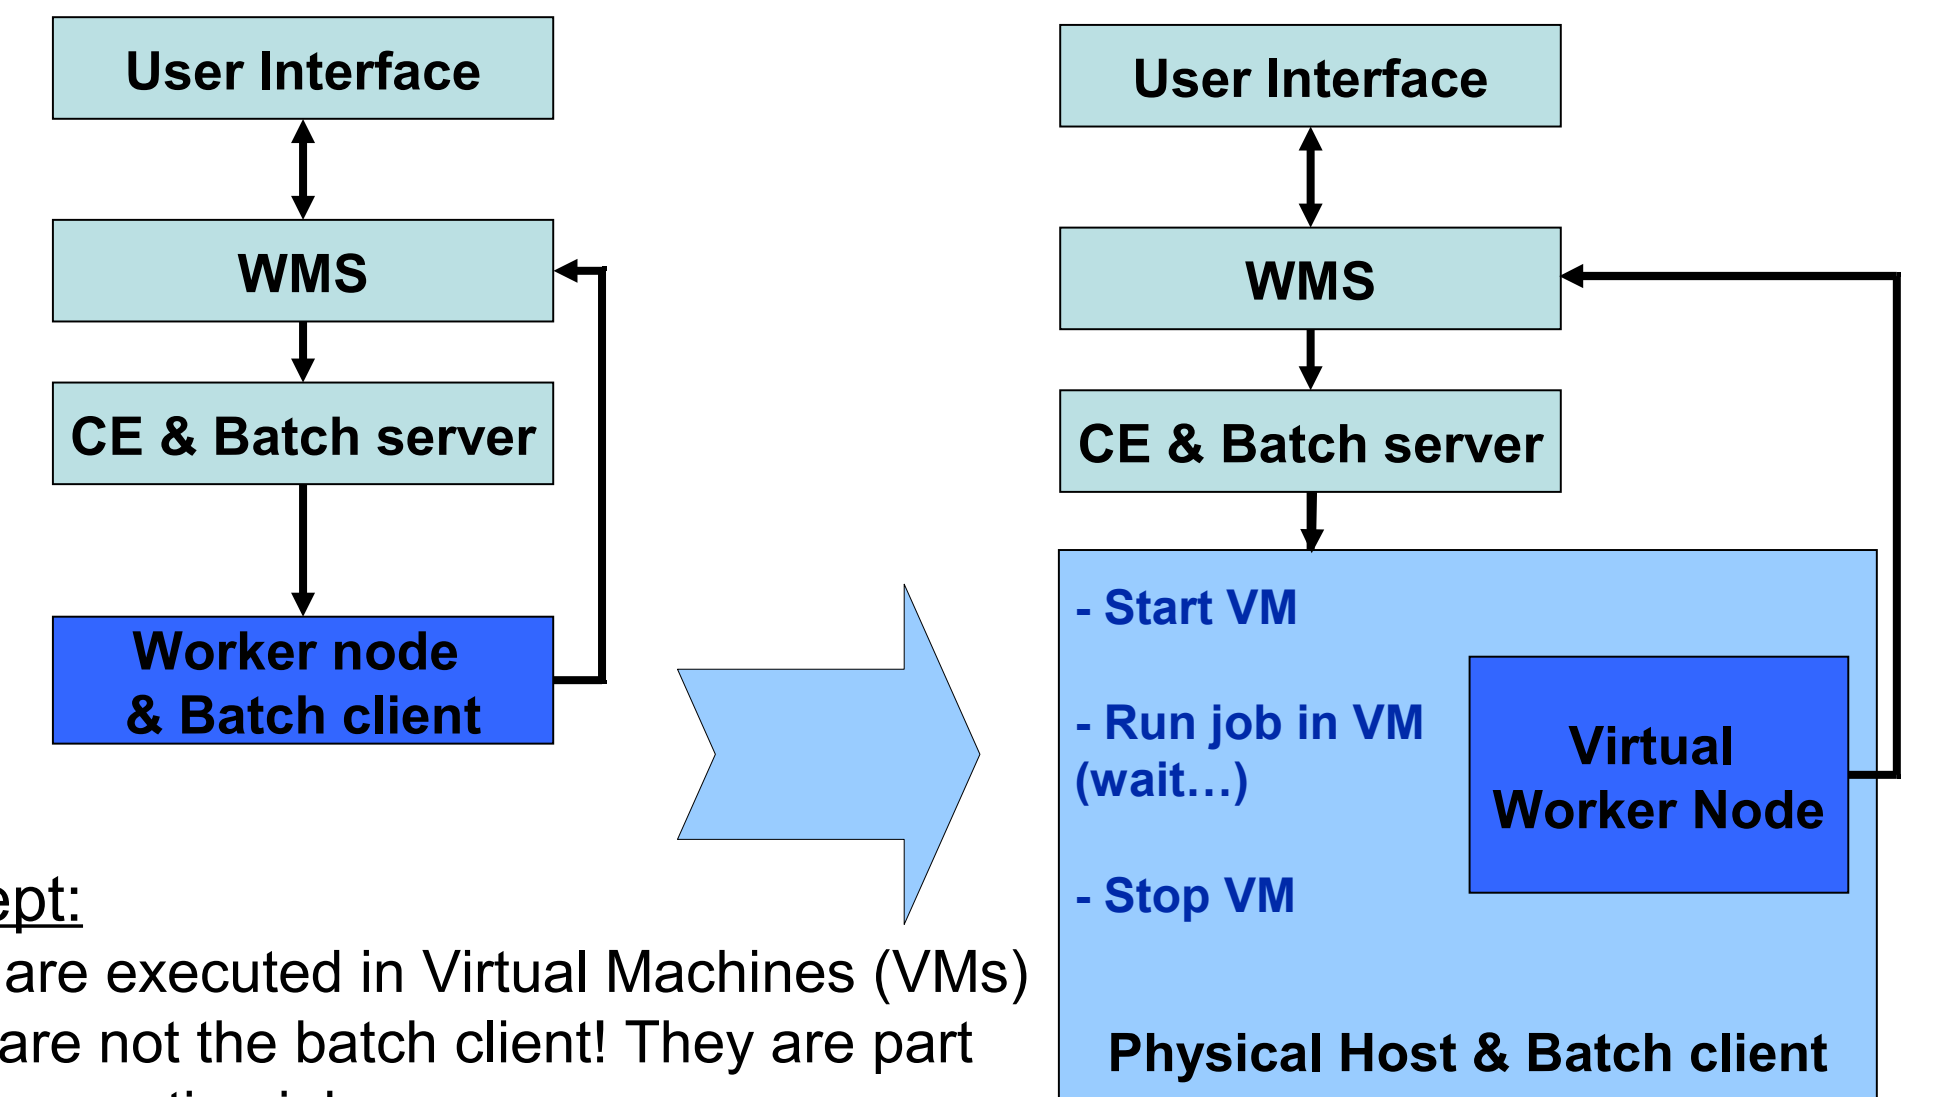 User Interface
WMS
CE & Batch server
Worker node
& Batch client
User Interface
WMS
CE & Batch server
- Start VM
- Run job in VM
(wait…)
- Stop VM
Virtual
Worker Node
Physical Host & Batch client
ept:
are executed in Virtual Machines (VMs)
are not the batch client! They are part